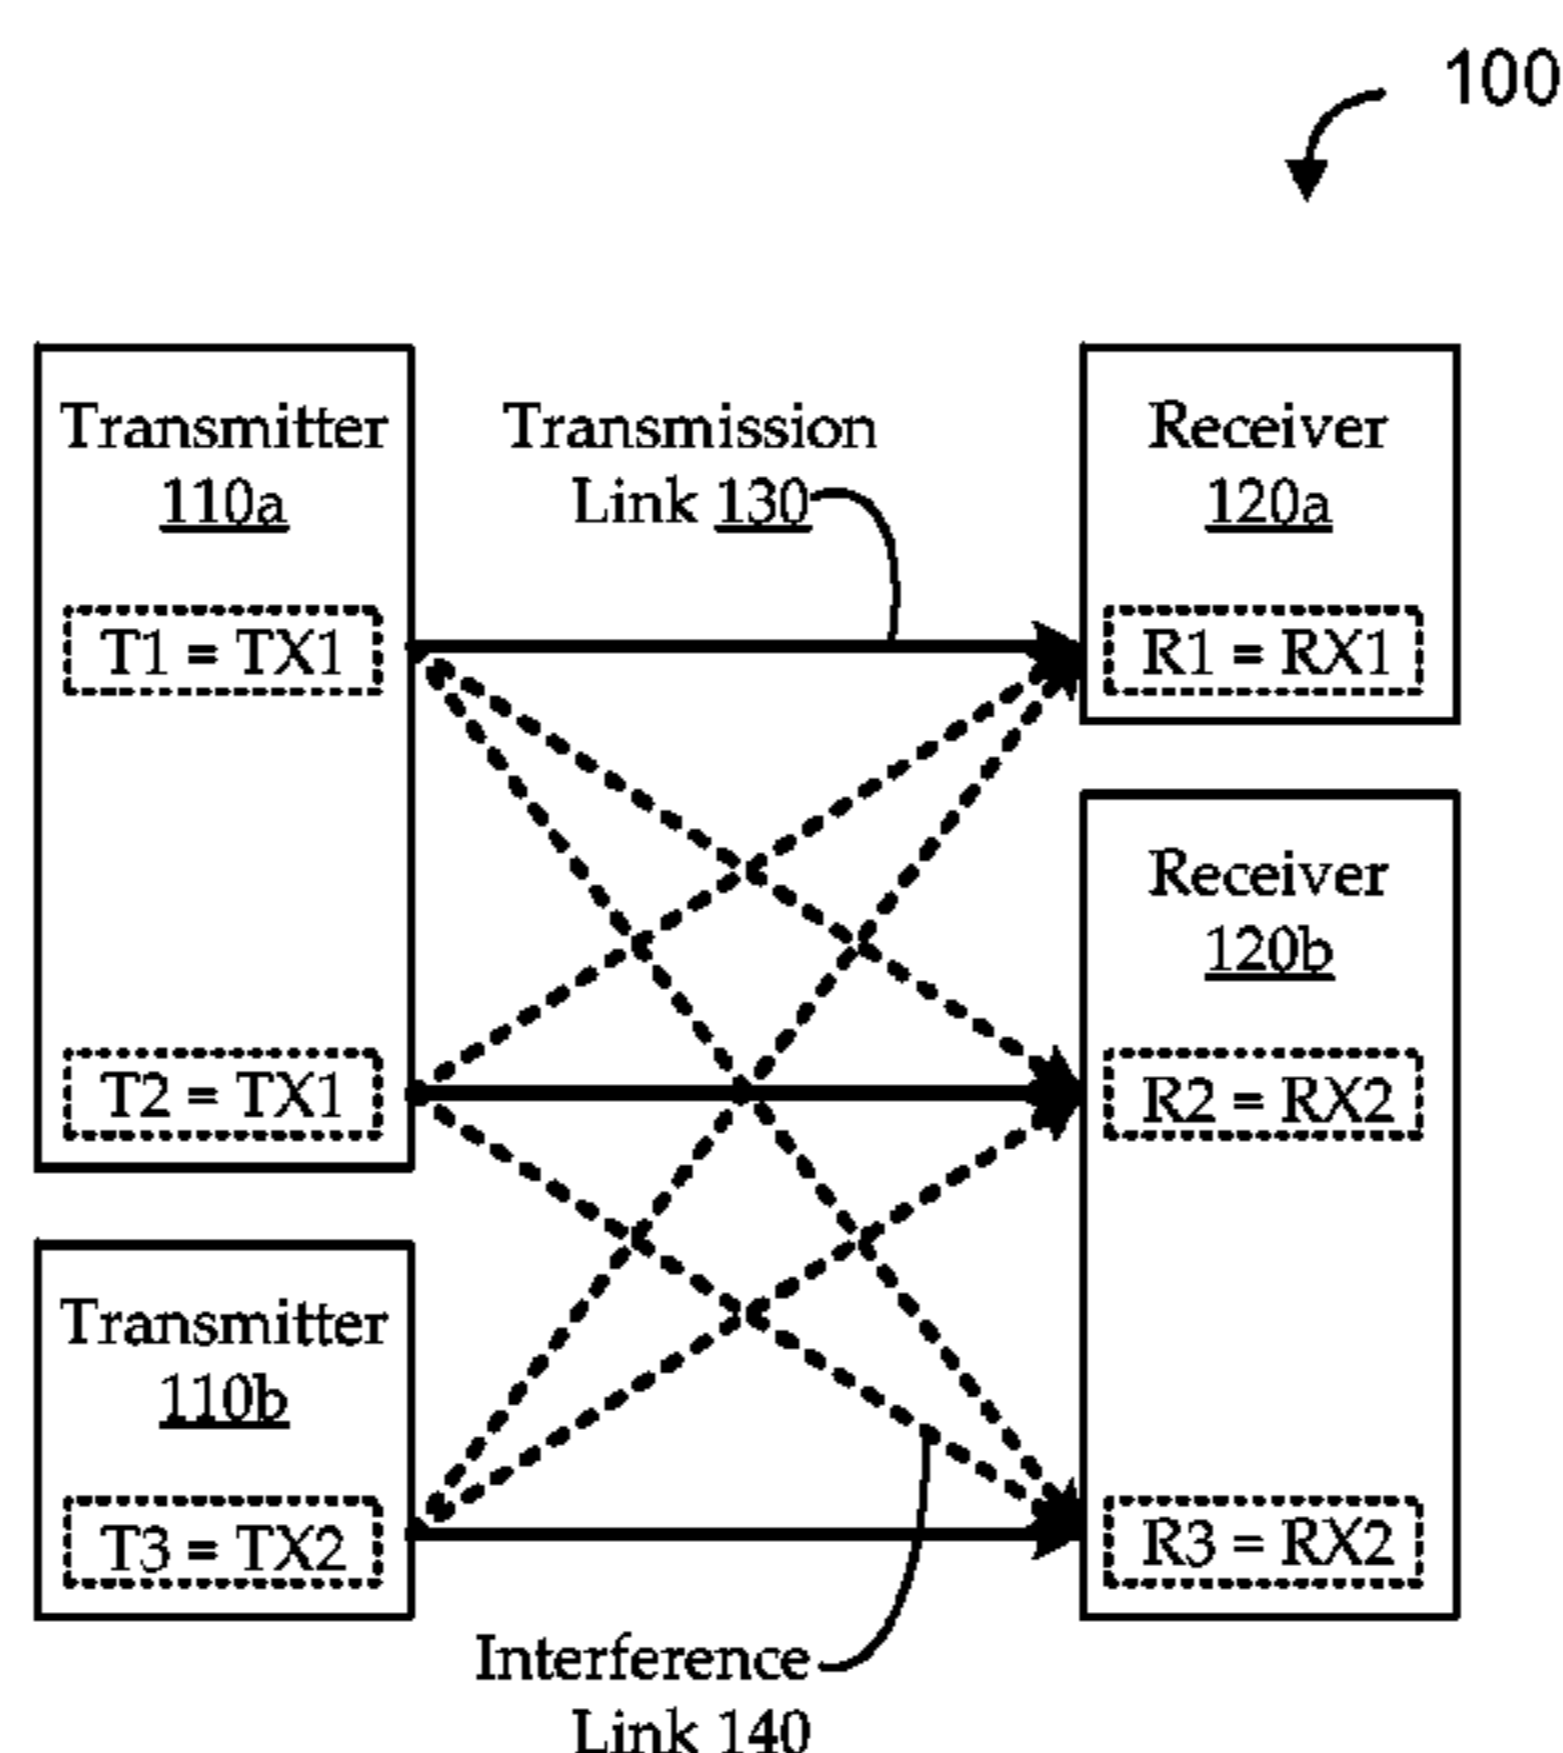 100
Transmitter
110a
T1 = TX1
T2 = TX1
Transmitter
110b
T3 = TX2
Transmission
Link 130
Interference
Link 140
Receiver
120a
R1 = RX1
Receiver
120b
R2 = RX2
R3 = RX2